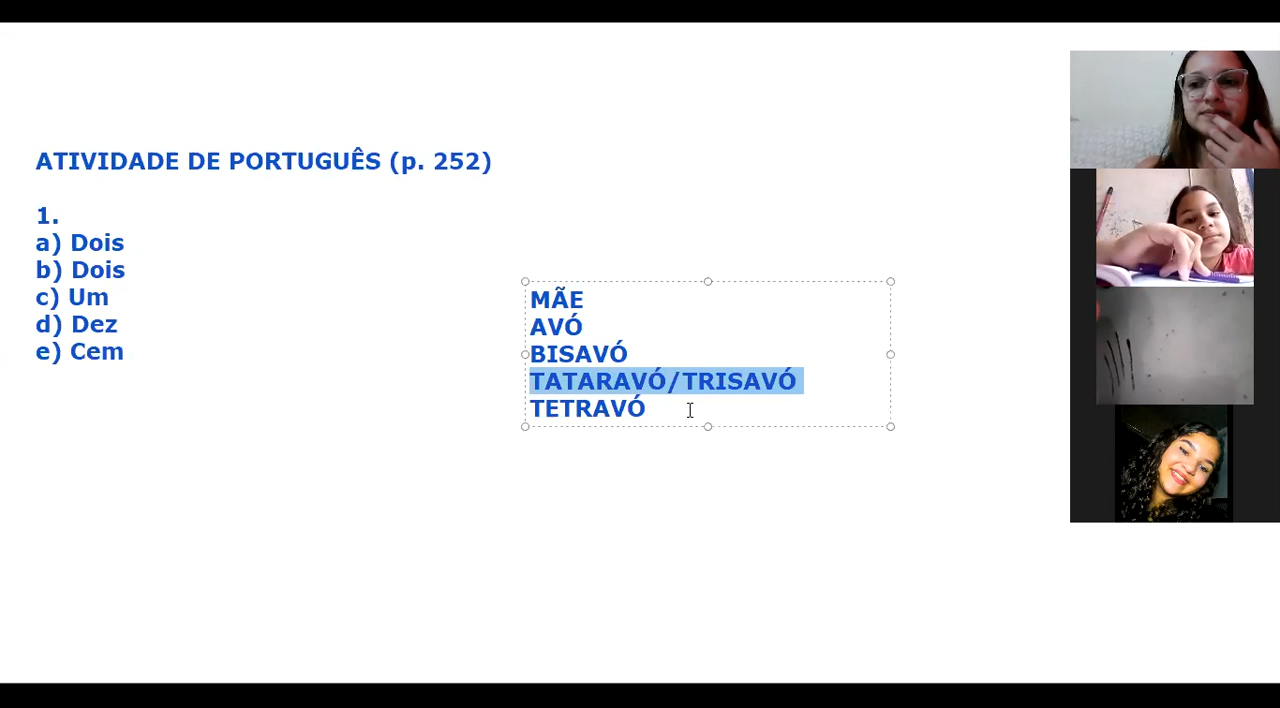 ATIVIDADE DE PORTUGUÊS (p. 252)
1.
a) Dois
b) Dois
c) Um
d) Dez
e) Cem
MÃE
AVÓ
BISAVÓ
TATARAVÓ/TRISAVÓ
TETRAVÓ